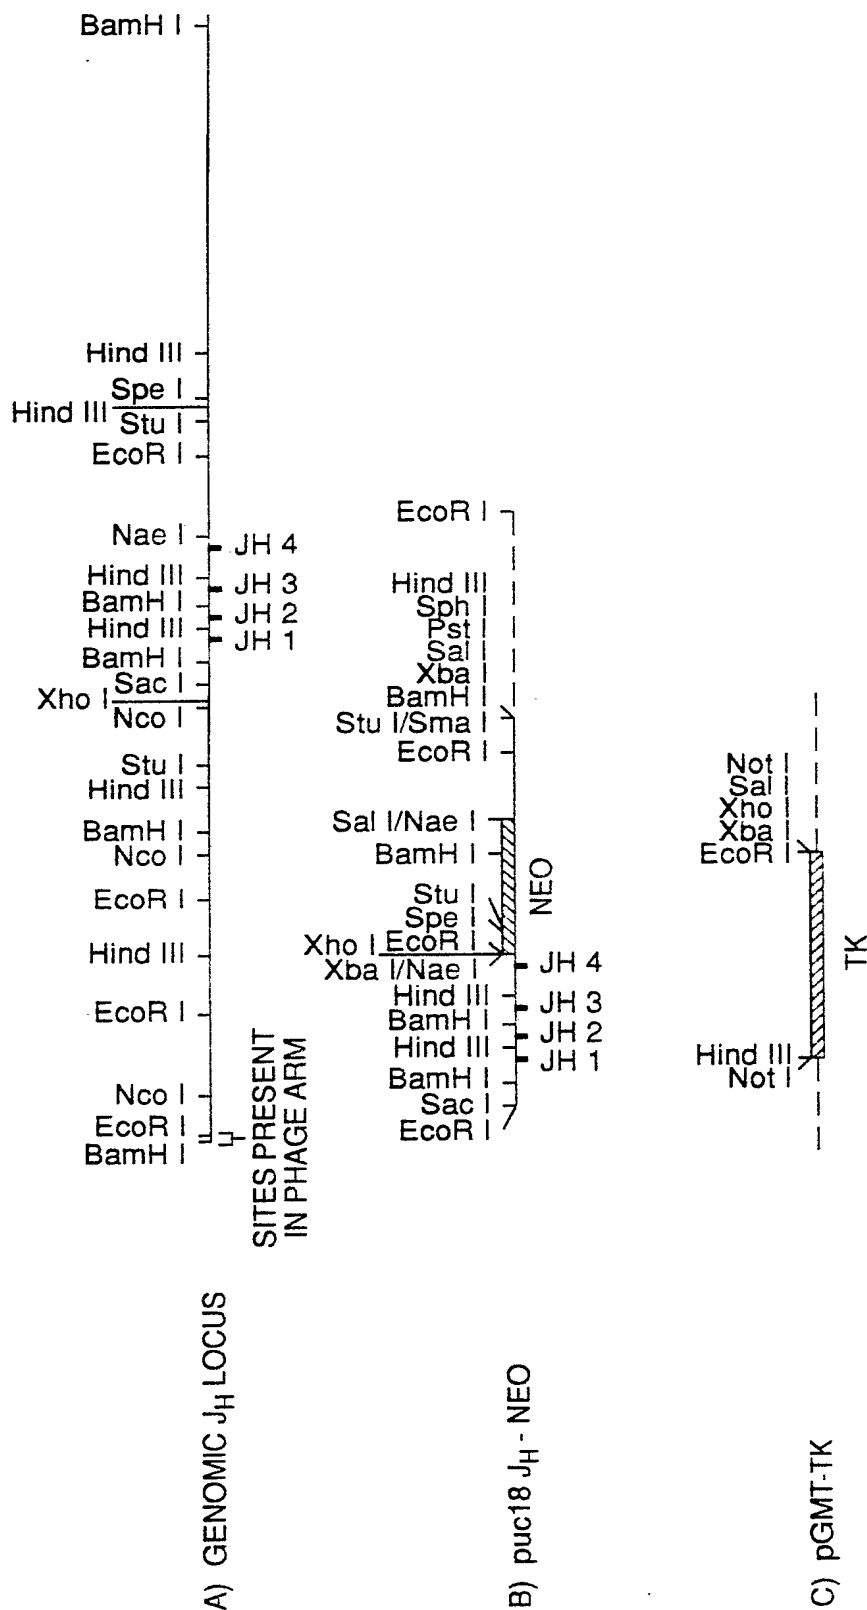 BamH I
Hind III
Spe I
Hind III
Stu I
EcoR I
Nae I
JH 4
Hind III
JH 3
BamH I
JH 2
Hind III
JH 1
BamH I
Sac I
Xho I
Nco I
Stu I
Hind III
BamH I
Nco I
EcoR I
Hind III
EcoR I
Nco I
EcoR I
BamH I
SITES PRESENT
IN PHAGE ARM
A) GENOMIC JH LOCUS
EcoR I
Hind III
Sph I
Pst I
Sal I
Xba I
BamH I
Stu I/Sma I
EcoR I
Sal I/Nae I
BamH I
NEO
Stu I
Spe I
EcoR I
Xho I
Xba I/Nae I
JH 4
Hind III
JH 3
BamH I
JH 2
Hind III
JH 1
BamH I
Sac I
EcoR I
B) puc18 JH - NEO
Not I
Sal I
Xho I
Xba I
EcoR I
TK
Hind III
Not I
C) pGMT-TK